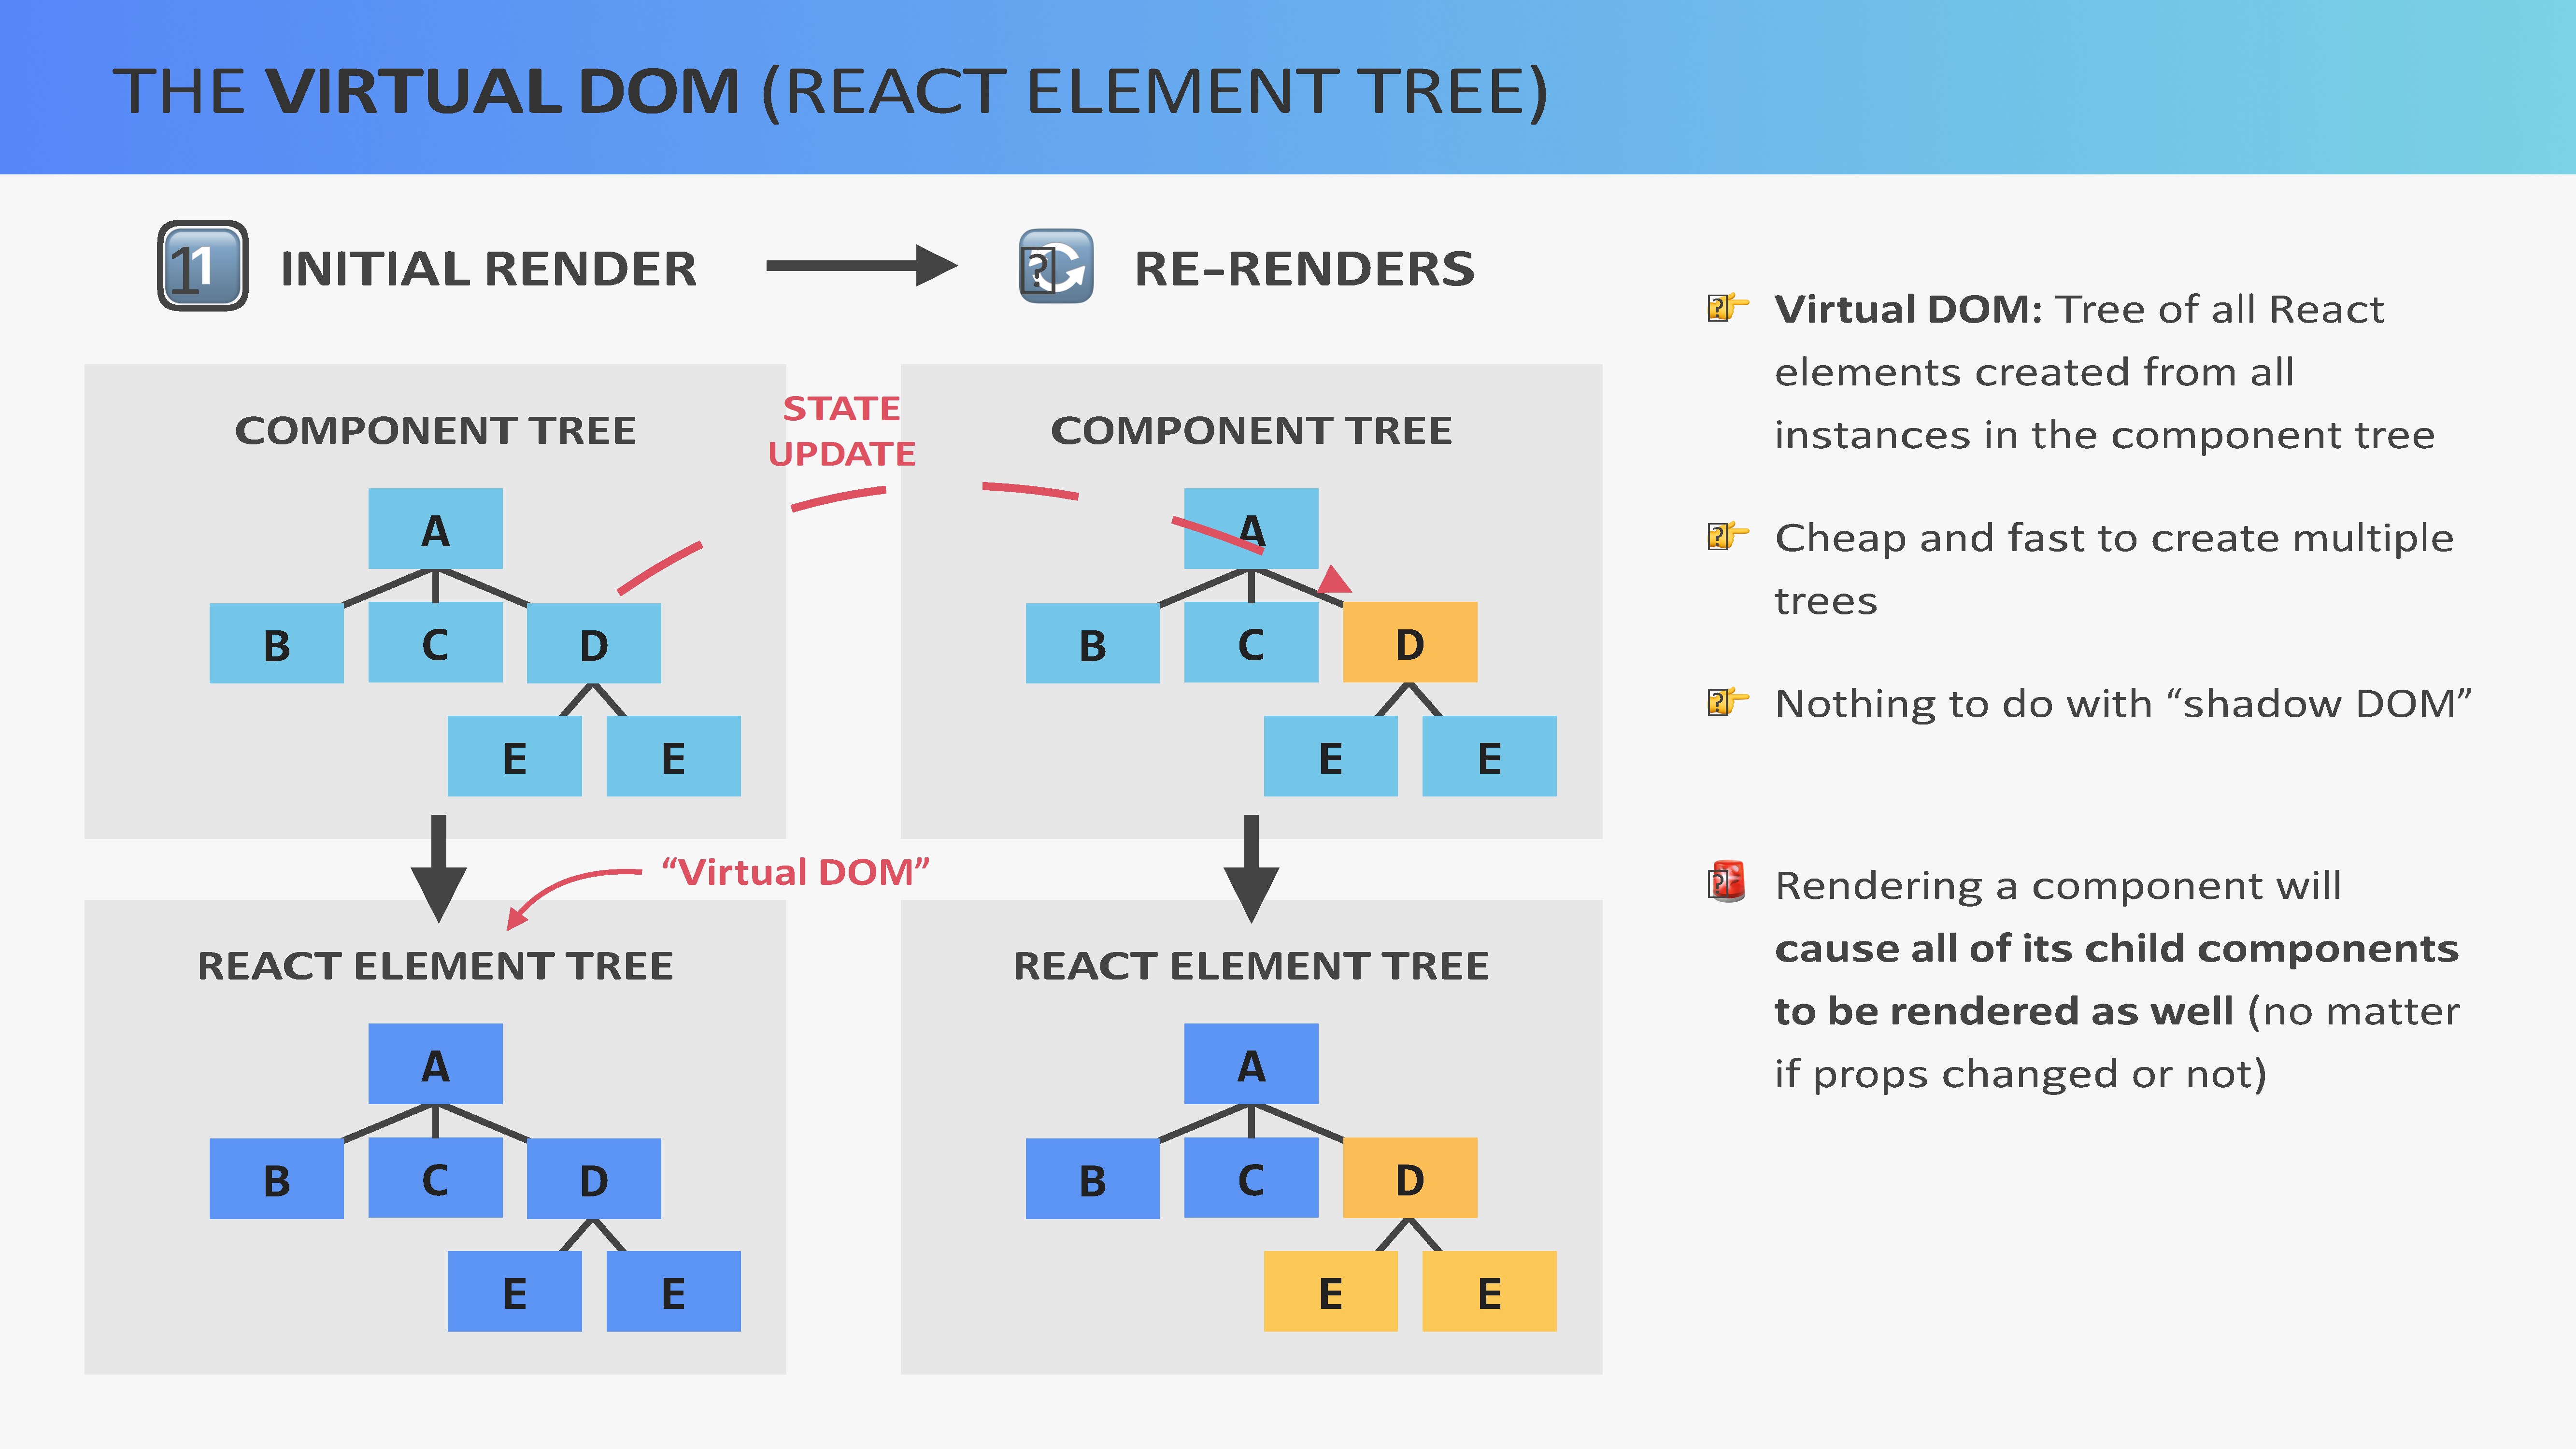 THE VIRTUAL DOM (REACT ELEMENT TREE)
1 INITIAL RENDER
RE-RENDERS
COMPONENT TREE
A
B C D
E E
STATE
UPDATE
COMPONENT TREE
A
B C D
E E
“Virtual DOM”
REACT ELEMENT TREE
A
B C D
E E
REACT ELEMENT TREE
A
B C D
E E
Virtual DOM: Tree of all React
elements created from all
instances in the component tree
Cheap and fast to create multiple
trees
Nothing to do with “shadow DOM”
Rendering a component will
cause all of its child components
to be rendered as well (no matter
if props changed or not)